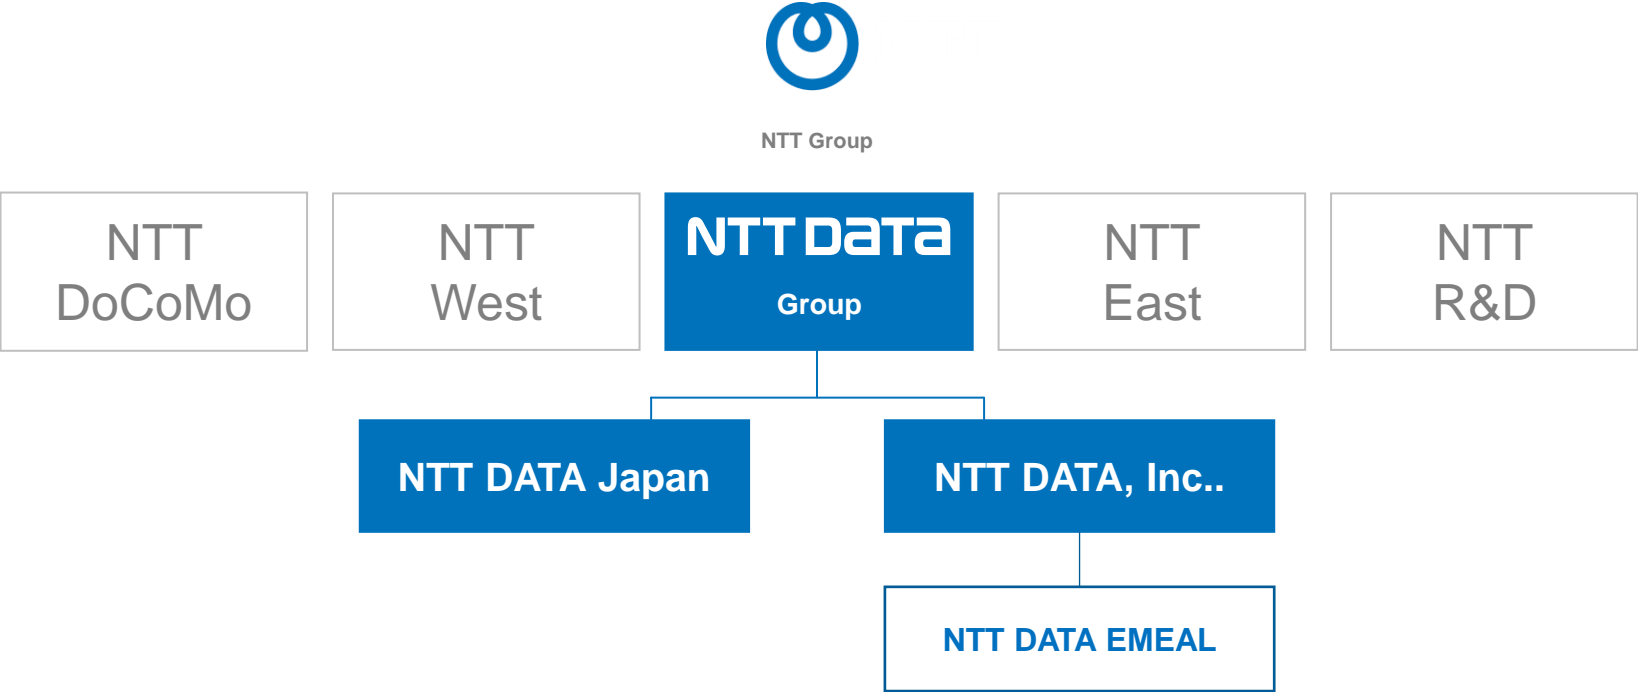 NTT Group
NTT
DoCoMo
NTT
West
NTT DATA
Group
NTT
East
NTT
R&D
NTT DATA Japan
NTT DATA, Inc..
NTT DATA EMEAL